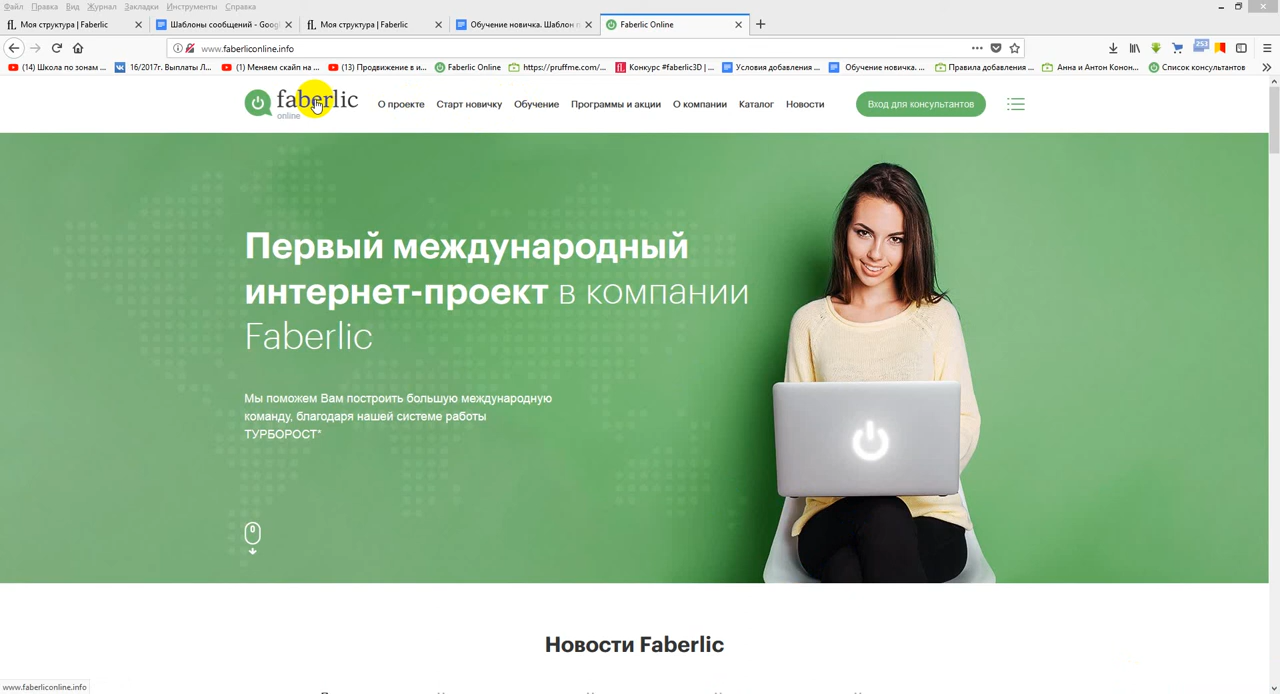 Файл Правка Вид Журнал Закладки Инструменты Справка
Моя структура | Faberlic
Шаблоны сообщений - Googl
Моя структура | Faberlic
Обучение новичка. Шаблон п
Faberlic Online
www.faberliconline.info
253
(14) Школа по зонам ...
16/2017г. Выплаты Л...
(1) Меняем скайп на ...
(13) Продвижение в и...
Faberlic Online
https://pruffme.com/...
Конкурс #faberlic3D | ...
Условия добавления ...
Обучение новичка. ...
Правила добавления ...
Анна и Антон Конон...
Список консультантов
faberlic
online
О проекте
Старт новичку
Обучение
Программы и акции
О компании
Каталог
Новости
Вход для консультантов
Первый международный
интернет-проект в компании
Faberlic
Мы поможем Вам построить большую международную
команду, благодаря нашей системе работы
ТУРБОРОСТ*
Новости Faberlic
www.faberliconline.info